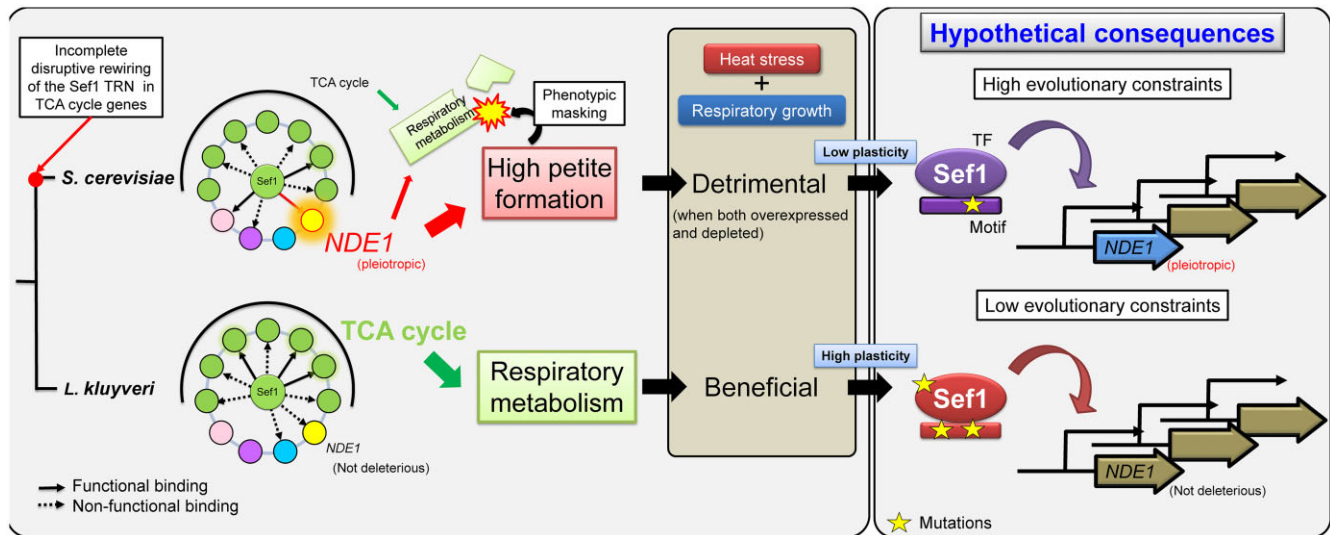 Incomplete
disruptive rewiring
of the Sef1 TRN in
TCA cycle genes
S. cerevisiae
L. kluyveri
Sef1
NDE1
(pleiotropic)
TCA cycle
Respiratory
metabolism
Phenotypic
masking
High petite
formation
Sef1
TCA cycle
NDE1
(Not deleterious)
Respiratory
metabolism
Functional binding
Non-functional binding
Heat stress
+
Respiratory growth
Detrimental
(when both overexpressed
and depleted)
Beneficial
Low plasticity
High plasticity
Hypothetical consequences
High evolutionary constraints
TF
Sef1
Motif
NDE1
(pleiotropic)
Low evolutionary constraints
Sef1
NDE1
(Not deleterious)
Mutations